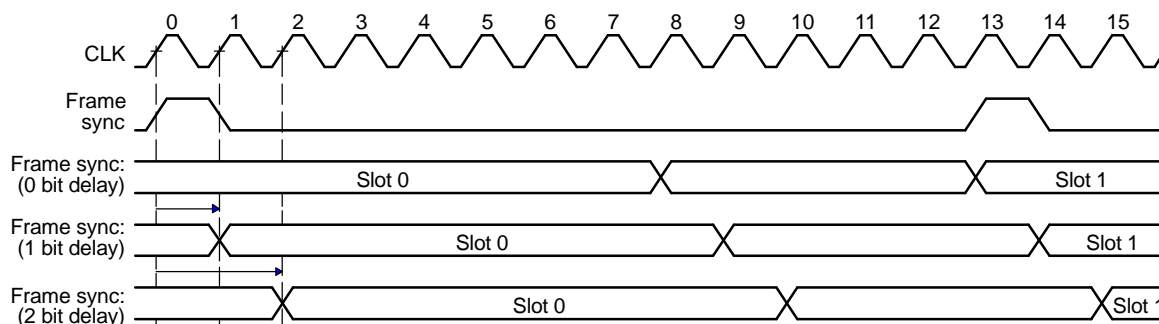 0 1 2 3 4 5 6 7 8 9 10 11 12 13 14 15
CLK
Frame
sync
Frame sync:
(0 bit delay)
Slot 0
Slot 1
Frame sync:
(1 bit delay)
Slot 0
Slot 1
Frame sync:
(2 bit delay)
Slot 0
Slot 1